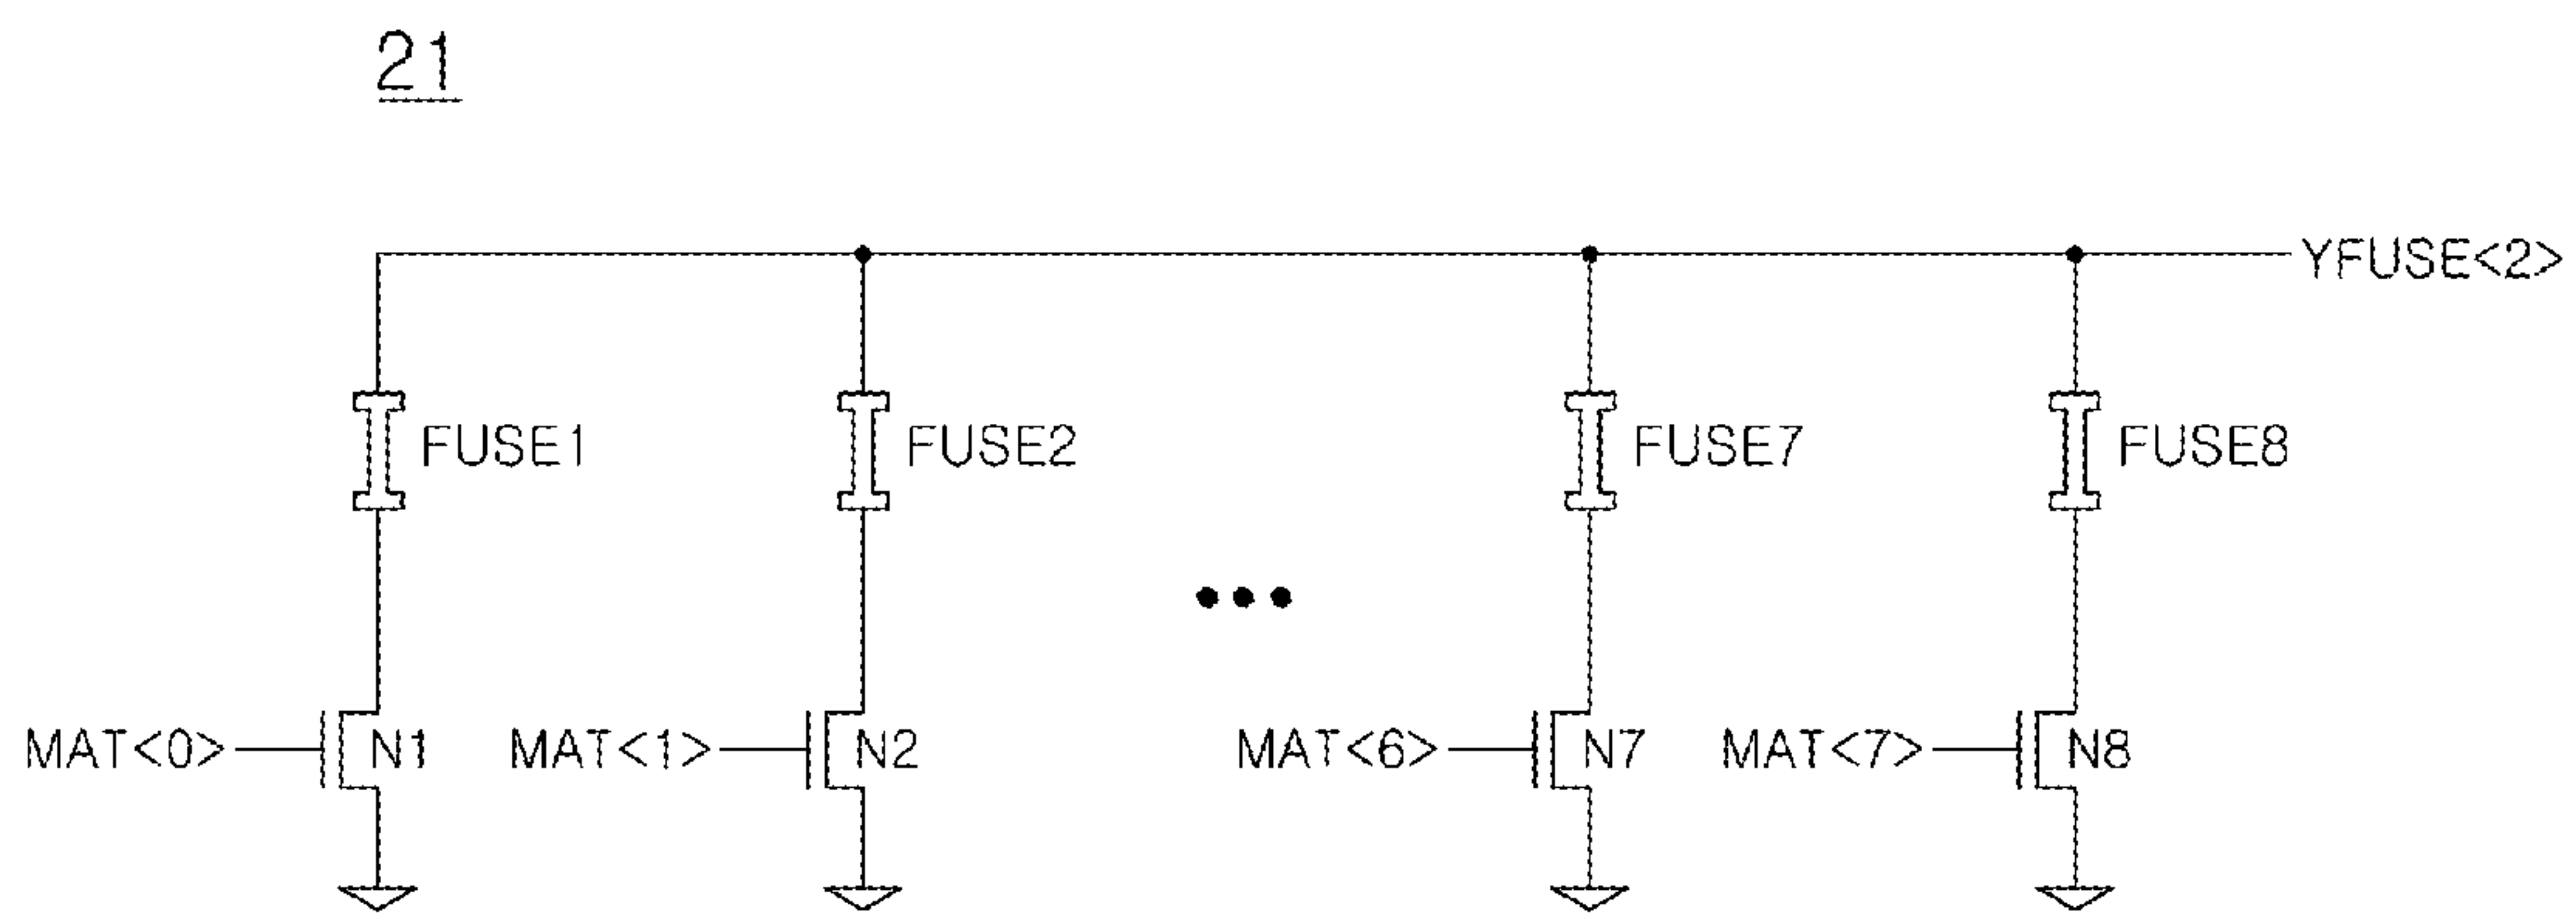 21
YFUSE<2>
FUSE1 FUSE2 FUSE7 FUSE8
MAT<0> N1 MAT<1> N2 MAT<6> N7 MAT<7> N8